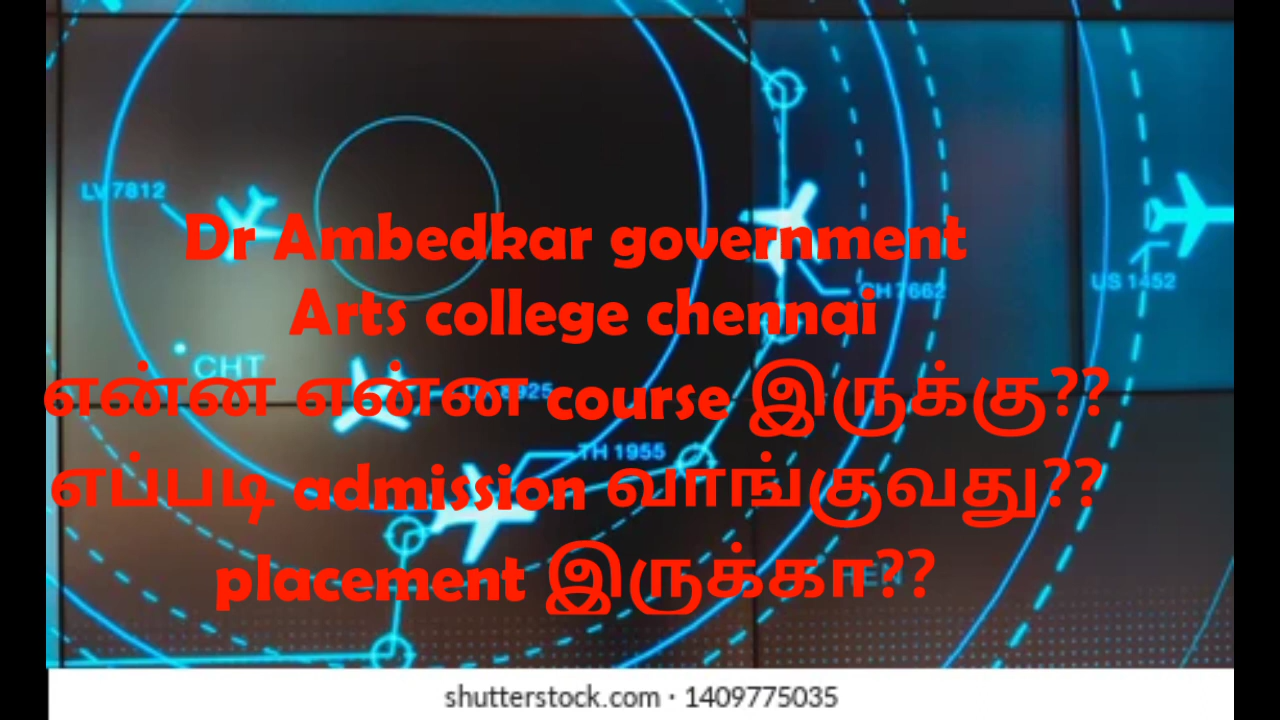 LV 7812
Dr Ambedkar government
CH 7662
US 1452
Arts college chennai
CHT
என்ன என்ன course இருக்கு??
TH 1955
எப்படி admission வாங்குவது??
placement இருக்கா??
shutterstock.com · 1409775035